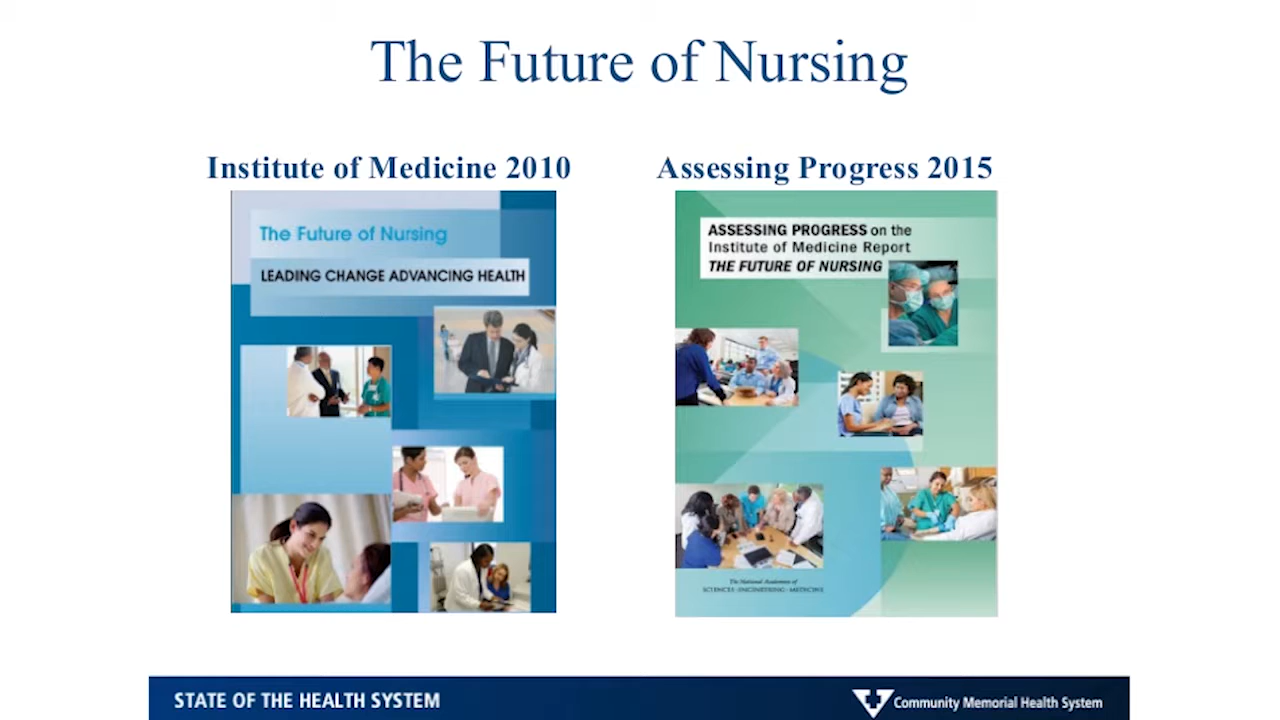 The Future of Nursing
Institute of Medicine 2010
Assessing Progress 2015
The Future of Nursing
LEADING CHANGE ADVANCING HEALTH
ASSESSING PROGRESS on the
Institute of Medicine Report
THE FUTURE OF NURSING
The National Academies of
SCIENCES · ENGINEERING · MEDICINE
STATE OF THE HEALTH SYSTEM
Community Memorial Health System